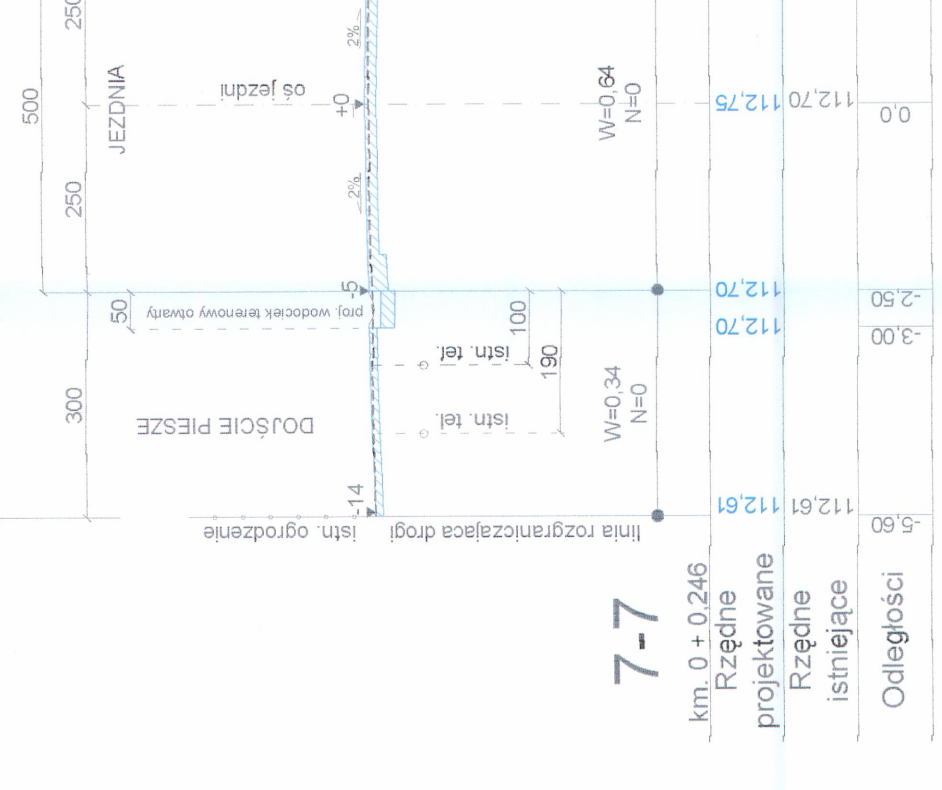 500
250
250
300
50
JEZDNIA
oś jezdni
DOJŚCIE PIESZE
proj. wodociek terenowy otwarty
istn. ogrodzenie
linia rozgraniczajaca drogi
2%
2%
+0
-5
-14
istn. tel.
istn. tel.
100
190
W=0,64
N=0
W=0,34
N=0
7-7
km. 0 + 0,246
Rzędne
projektowane
112,61
112,70
112,70
112,75
Rzędne
istniejące
112,61
112,70
Odległości
-5,60
-3,00
-2,50
0,0